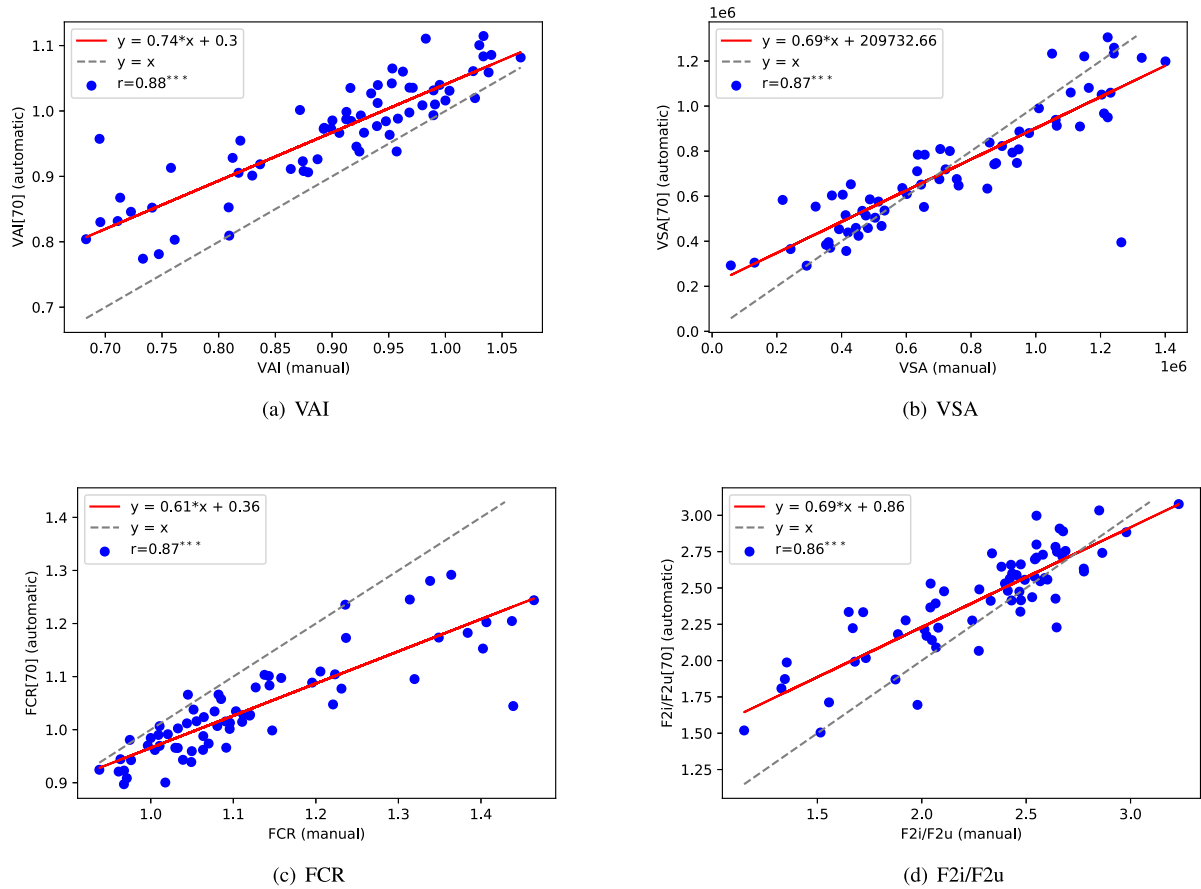 y = 0.74*x + 0.3
y = x
r=0.88***
1.1
1.0
0.9
0.8
0.7
VAI[70] (automatic)
0.70 0.75 0.80 0.85 0.90 0.95 1.00 1.05
VAI (manual)
(a) VAI
1e6
y = 0.69*x + 209732.66
y = x
r=0.87***
1.2
1.0
0.8
0.6
0.4
0.2
0.0
VSA[70] (automatic)
0.0 0.2 0.4 0.6 0.8 1.0 1.2 1.4
1e6
VSA (manual)
(b) VSA
y = 0.61*x + 0.36
y = x
r=0.87***
1.4
1.3
1.2
1.1
1.0
0.9
FCR[70] (automatic)
1.0 1.1 1.2 1.3 1.4
FCR (manual)
(c) FCR
y = 0.69*x + 0.86
y = x
r=0.86***
3.00
2.75
2.50
2.25
2.00
1.75
1.50
1.25
F2i/F2u[70] (automatic)
1.5 2.0 2.5 3.0
F2i/F2u (manual)
(d) F2i/F2u